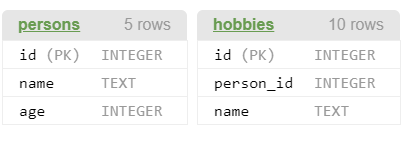 persons 5 rows
id (PK) INTEGER
name TEXT
age INTEGER
hobbies 10 rows
id (PK) INTEGER
person_id INTEGER
name TEXT